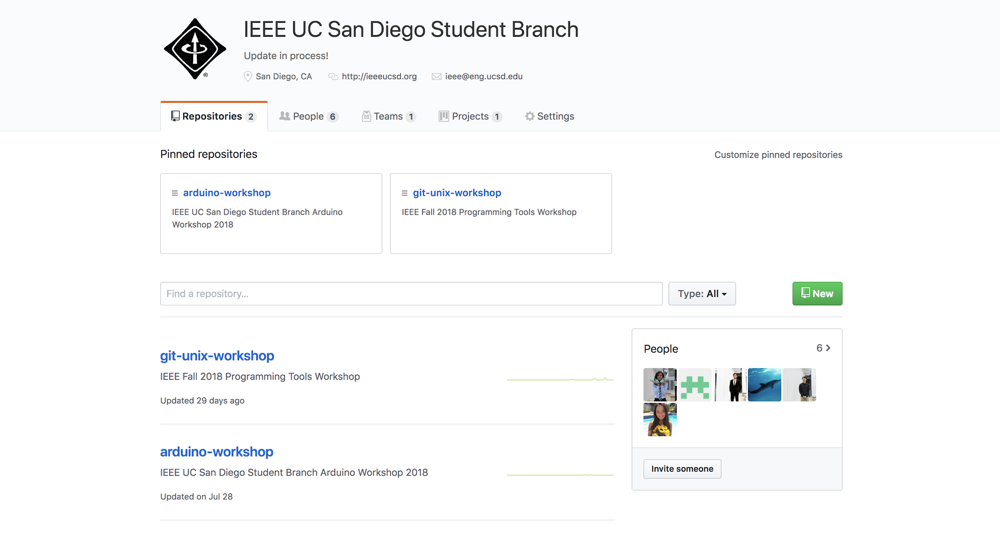 IEEE UC San Diego Student Branch
Update in process!
San Diego, CA http://ieeeucsd.org ieee@eng.ucsd.edu
®
Repositories 2 People 6 Teams 1 Projects 1 Settings
Pinned repositories Customize pinned repositories
arduino-workshop
IEEE UC San Diego Student Branch Arduino
Workshop 2018
git-unix-workshop
IEEE Fall 2018 Programming Tools Workshop
Find a repository... Type: All New
git-unix-workshop
IEEE Fall 2018 Programming Tools Workshop
Updated 29 days ago
arduino-workshop
IEEE UC San Diego Student Branch Arduino Workshop 2018
Updated on Jul 28
People 6
Invite someone